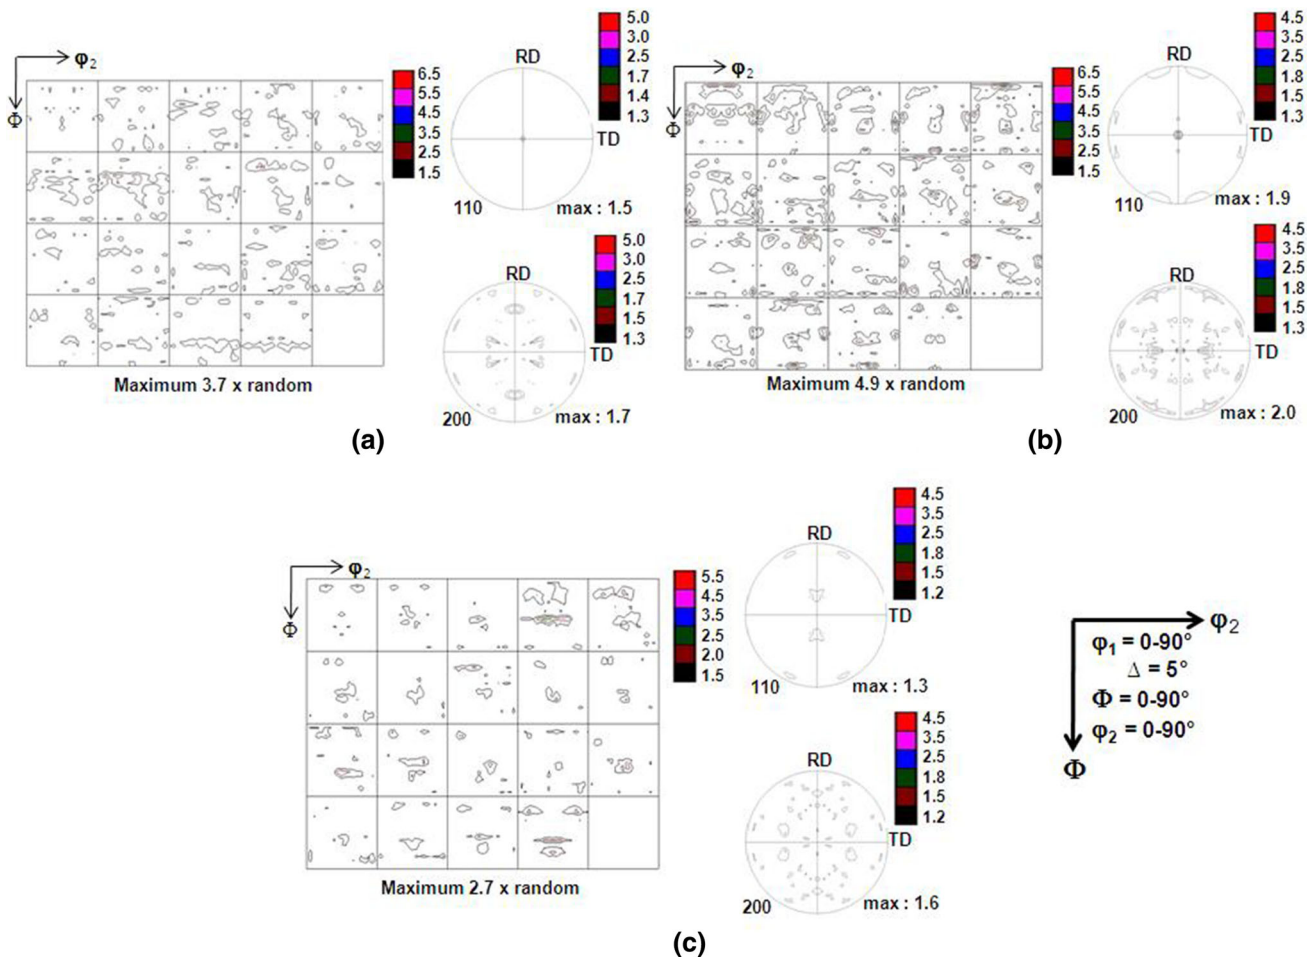 φ2
Φ
6.5
5.5
4.5
3.5
2.5
1.5
Maximum 3.7 x random
RD
TD
110
max : 1.5
5.0
3.0
2.5
1.7
1.4
1.3
RD
TD
200
max : 1.7
5.0
3.0
2.5
1.7
1.5
1.3
(a)
φ2
Φ
6.5
5.5
4.5
3.5
2.5
1.5
Maximum 4.9 x random
RD
TD
110
max : 1.9
4.5
3.5
2.5
1.8
1.5
1.3
RD
TD
200
max : 2.0
4.5
3.5
2.5
1.8
1.5
1.3
(b)
φ2
Φ
5.5
4.5
3.5
2.5
2.0
1.5
Maximum 2.7 x random
RD
TD
110
max : 1.3
4.5
3.5
2.5
1.8
1.5
1.2
RD
TD
200
max : 1.6
4.5
3.5
2.5
1.8
1.5
1.2
(c)
φ2
φ1 = 0-90°
Δ = 5°
Φ = 0-90°
φ2 = 0-90°
Φ